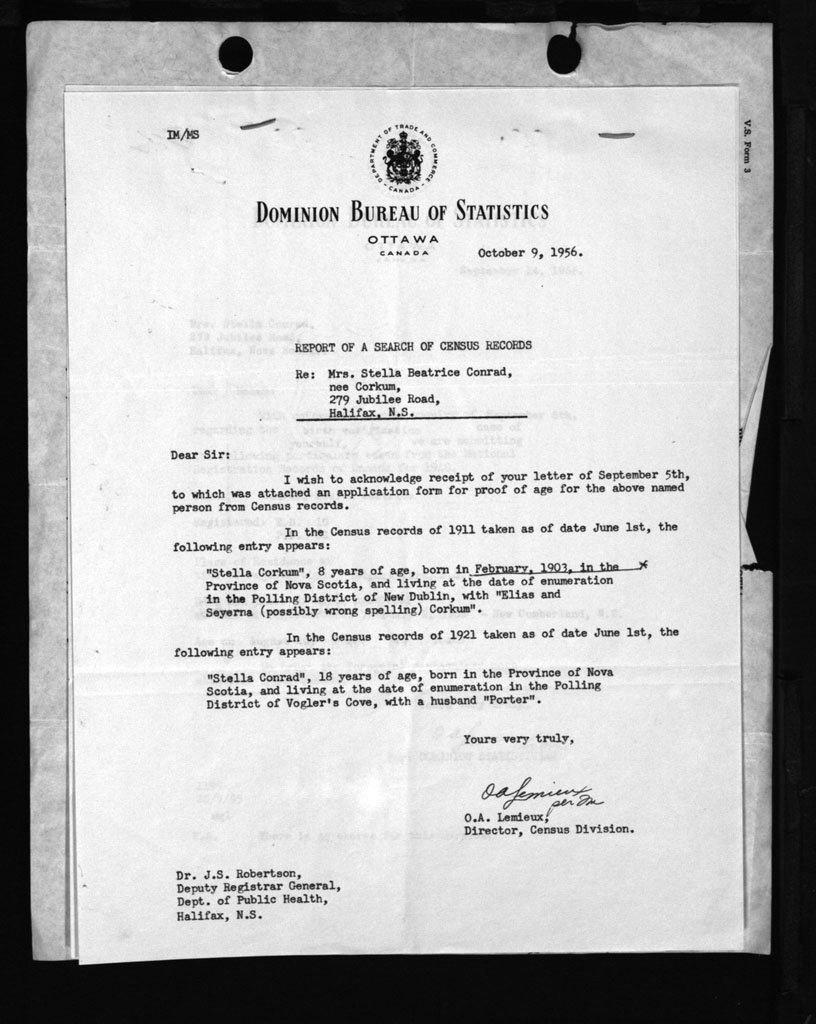 IM/MS
DEPARTMENT OF TRADE AND COMMERCE
- CANADA -
V.S. Form 3
DOMINION BUREAU OF STATISTICS
OTTAWA
CANADA
October 9, 1956.
REPORT OF A SEARCH OF CENSUS RECORDS
Re: Mrs. Stella Beatrice Conrad,
nee Corkum,
279 Jubilee Road,
Halifax, N.S.
Dear Sir:
I wish to acknowledge receipt of your letter of September 5th,
to which was attached an application form for proof of age for the above named
person from Census records.
In the Census records of 1911 taken as of date June 1st, the
following entry appears:
"Stella Corkum", 8 years of age, born in February, 1903, in the
Province of Nova Scotia, and living at the date of enumeration
in the Polling District of New Dublin, with "Elias and
Seyerna (possibly wrong spelling) Corkum".
In the Census records of 1921 taken as of date June 1st, the
following entry appears:
"Stella Conrad", 18 years of age, born in the Province of Nova
Scotia, and living at the date of enumeration in the Polling
District of Vogler's Cove, with a husband "Porter".
Yours very truly,
OA Lemieux
per
O.A. Lemieux,
Director, Census Division.
Dr. J.S. Robertson,
Deputy Registrar General,
Dept. of Public Health,
Halifax, N.S.